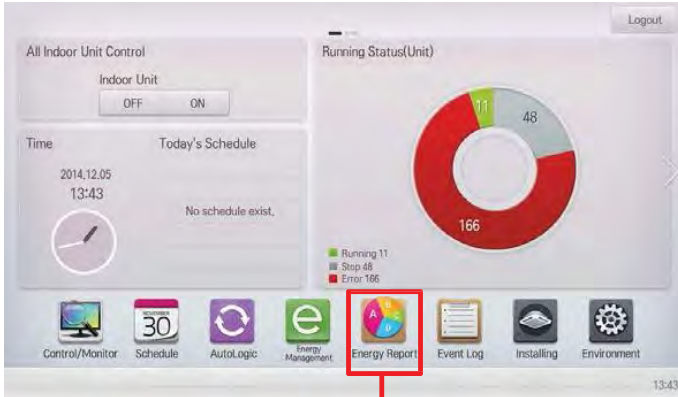 Logout
All Indoor Unit Control
Indoor Unit
OFF ON
Running Status(Unit)
11
48
166
Running 11
Stop 48
Error 166
Time
Today's Schedule
2014.12.05
13:43
No schedule exist.
NOVEMBER
30
e
A B C D
Control/Monitor
Schedule
AutoLogic
Energy
Management
Energy Report
Event Log
Installing
Environment
13:43